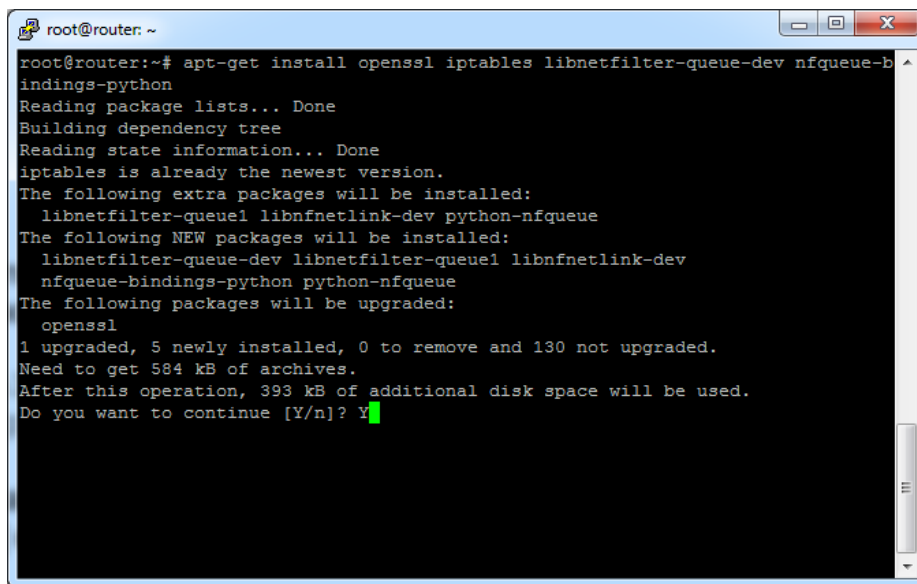 root@router: ~
root@router:~# apt-get install openssl iptables libnetfilter-queue-dev nfqueue-b
indings-python
Reading package lists... Done
Building dependency tree
Reading state information... Done
iptables is already the newest version.
The following extra packages will be installed:
  libnetfilter-queue1 libnfnetlink-dev python-nfqueue
The following NEW packages will be installed:
  libnetfilter-queue-dev libnetfilter-queue1 libnfnetlink-dev
  nfqueue-bindings-python python-nfqueue
The following packages will be upgraded:
  openssl
1 upgraded, 5 newly installed, 0 to remove and 130 not upgraded.
Need to get 584 kB of archives.
After this operation, 393 kB of additional disk space will be used.
Do you want to continue [Y/n]? Y